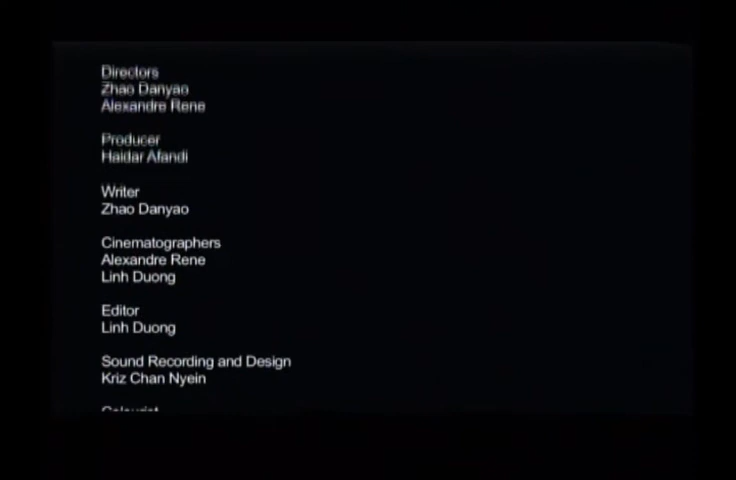 Directors
Zhao Danyao
Alexandre Rene
Producer
Haidar Afandi
Writer
Zhao Danyao
Cinematographers
Alexandre Rene
Linh Duong
Editor
Linh Duong
Sound Recording and Design
Kriz Chan Nyein
Colourist